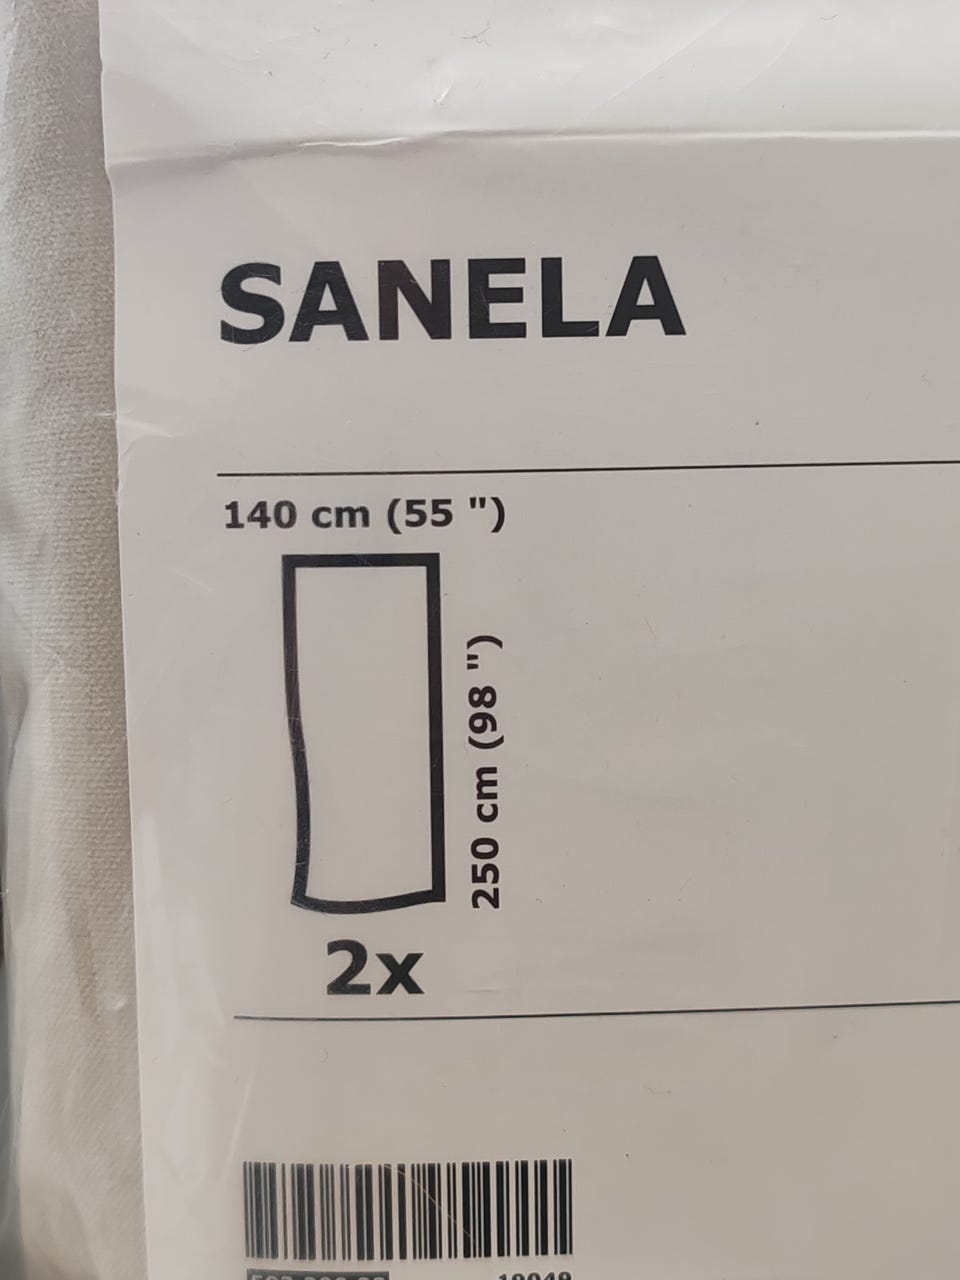 SANELA
140 cm (55 ")
250 cm (98 ")
2x